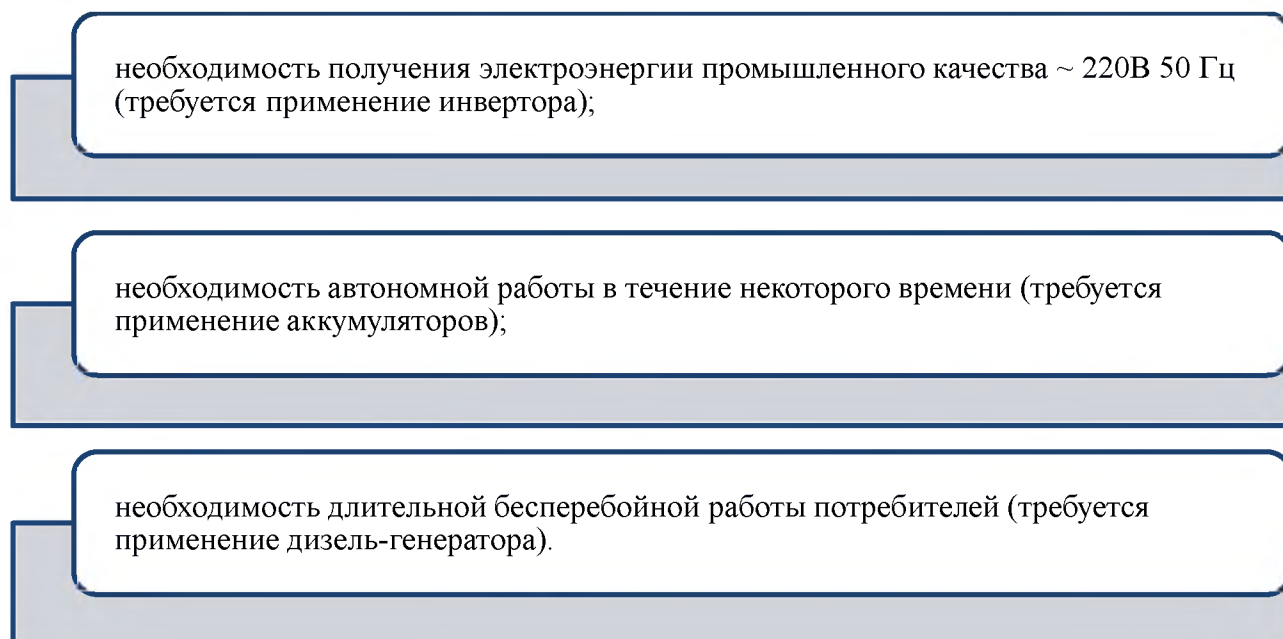 необходимость получения электроэнергии промышленного качества ~ 220В 50 Гц
(требуется применение инвертора);
необходимость автономной работы в течение некоторого времени (требуется
применение аккумуляторов);
необходимость длительной бесперебойной работы потребителей (требуется
применение дизель-генератора).